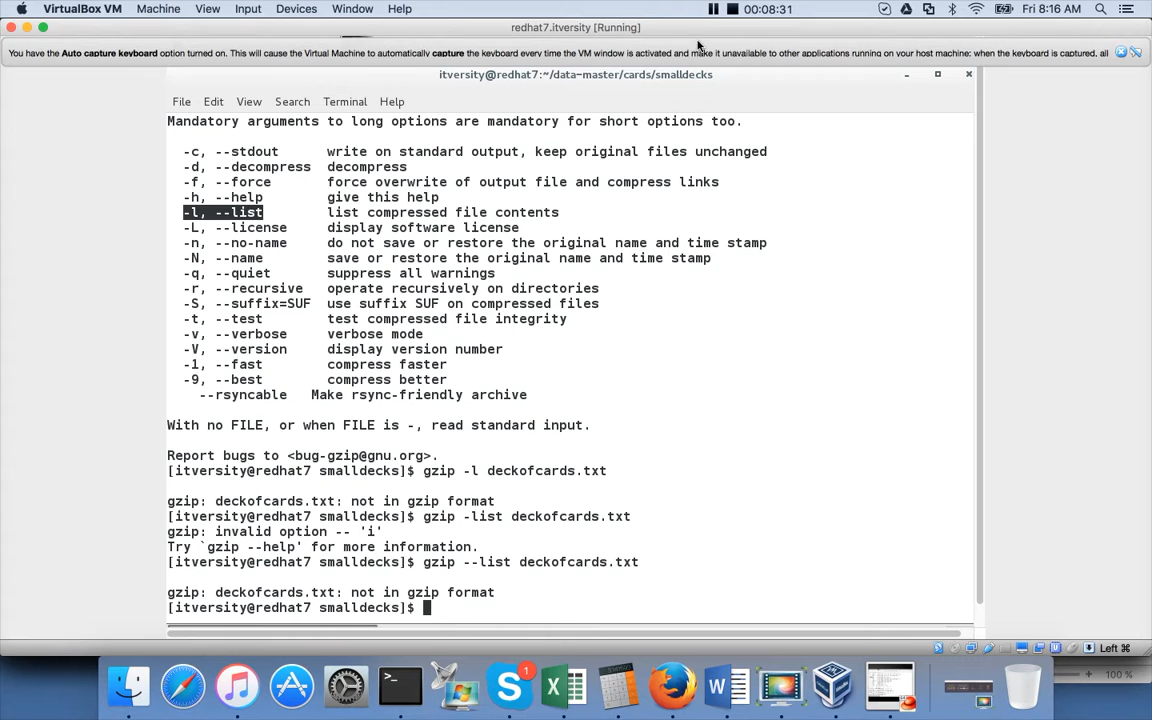 VirtualBox VM Machine View Input Devices Window Help 00:08:31 Fri 8:16 AM
redhat7.itversity [Running]
You have the Auto capture keyboard option turned on. This will cause the Virtual Machine to automatically capture the keyboard every time the VM window is activated and make it unavailable to other applications running on your host machine: when the keyboard is captured, all
itversity@redhat7:~/data-master/cards/smalldecks
File Edit View Search Terminal Help
Mandatory arguments to long options are mandatory for short options too.
-c, --stdout write on standard output, keep original files unchanged
-d, --decompress decompress
-f, --force force overwrite of output file and compress links
-h, --help give this help
-l, --list list compressed file contents
-L, --license display software license
-n, --no-name do not save or restore the original name and time stamp
-N, --name save or restore the original name and time stamp
-q, --quiet suppress all warnings
-r, --recursive operate recursively on directories
-S, --suffix=SUF use suffix SUF on compressed files
-t, --test test compressed file integrity
-v, --verbose verbose mode
-V, --version display version number
-1, --fast compress faster
-9, --best compress better
--rsyncable Make rsync-friendly archive
With no FILE, or when FILE is -, read standard input.
Report bugs to <bug-gzip@gnu.org>.
[itversity@redhat7 smalldecks]$ gzip -l deckofcards.txt
gzip: deckofcards.txt: not in gzip format
[itversity@redhat7 smalldecks]$ gzip -list deckofcards.txt
gzip: invalid option -- 'i'
Try `gzip --help' for more information.
[itversity@redhat7 smalldecks]$ gzip --list deckofcards.txt
gzip: deckofcards.txt: not in gzip format
[itversity@redhat7 smalldecks]$
Left ⌘
100 %
1